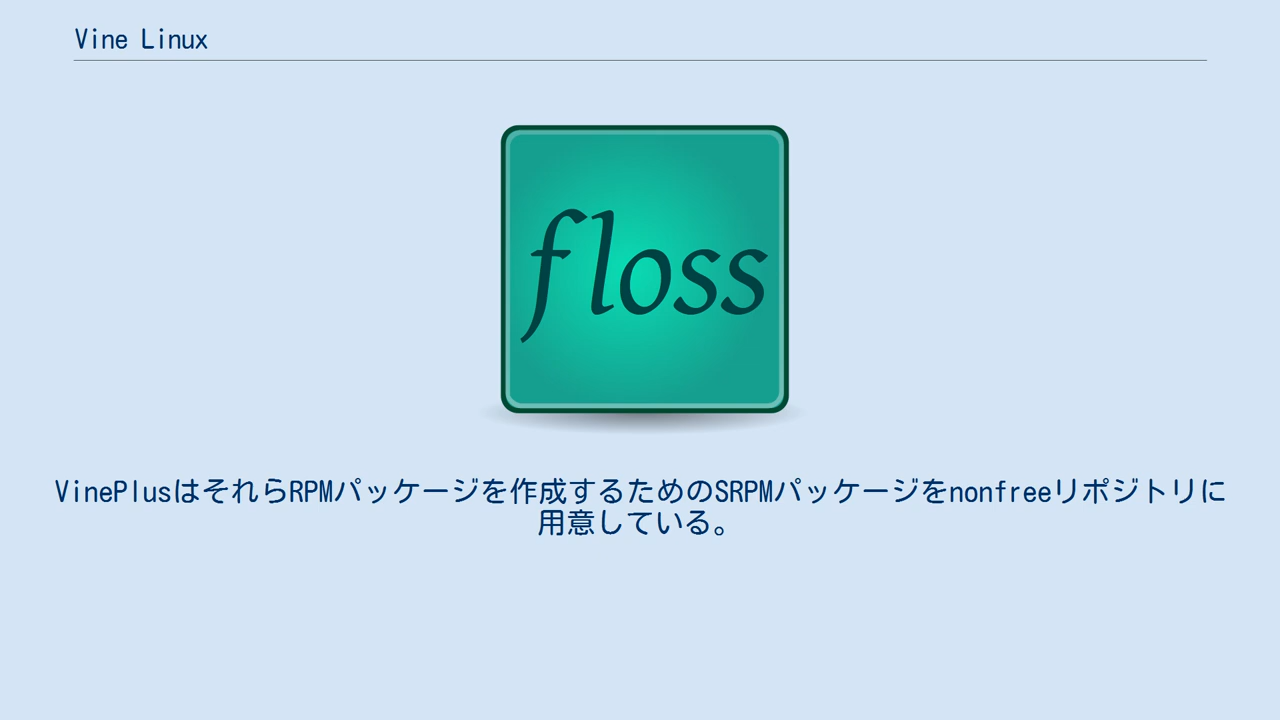 Vine Linux
floss
VinePlusはそれらRPMパッケージを作成するためのSRPMパッケージをnonfreeリポジトリに
用意している。